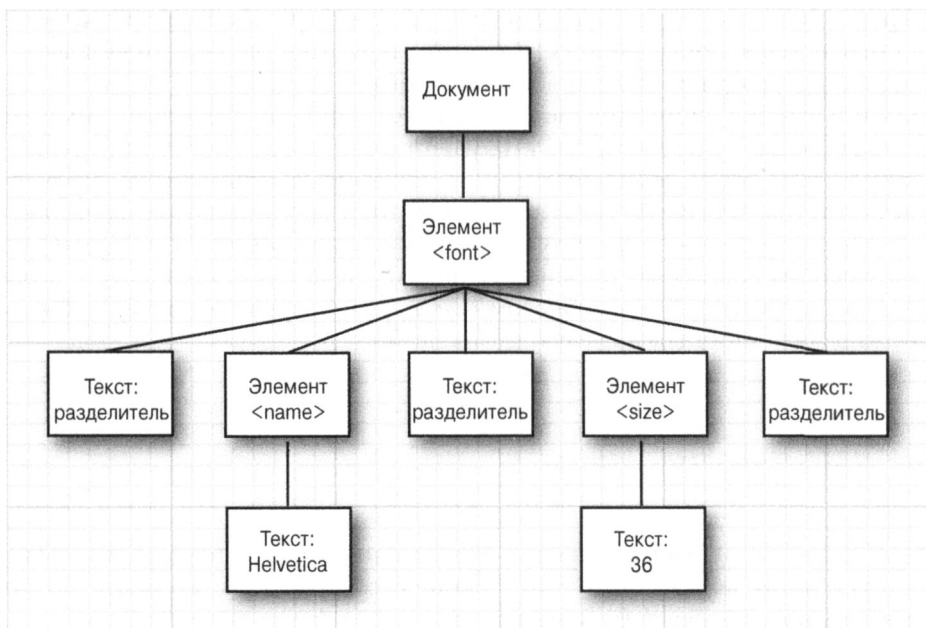 Документ
Элемент
<font>
Текст:
разделитель
Элемент
<name>
Текст:
разделитель
Элемент
<size>
Текст:
разделитель
Текст:
Helvetica
Текст:
36